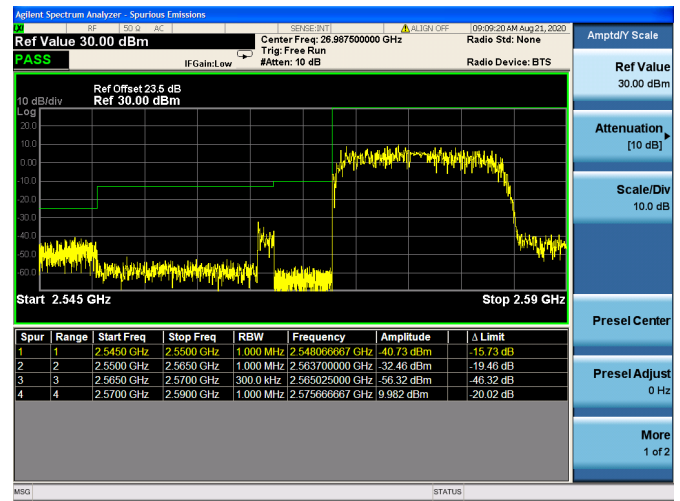 Agilent Spectrum Analyzer - Spurious Emissions
RF 50 Ω AC SENSE:INT ALIGN OFF 09:09:20 AM Aug 21, 2020
Ref Value 30.00 dBm Center Freq: 26.987500000 GHz Radio Std: None
Trig: Free Run
PASS IFGain:Low #Atten: 10 dB Radio Device: BTS
Ref Offset 23.5 dB
10 dB/div Ref 30.00 dBm
Log
20.0
10.0
0.00
-10.0
-20.0
-30.0
-40.0
-50.0
-60.0
Start 2.545 GHz Stop 2.59 GHz
Spur Range Start Freq Stop Freq RBW Frequency Amplitude Δ Limit
1 1 2.5450 GHz 2.5500 GHz 1.000 MHz 2.548066667 GHz -40.73 dBm -15.73 dB
2 2 2.5500 GHz 2.5650 GHz 1.000 MHz 2.563700000 GHz -32.46 dBm -19.46 dB
3 3 2.5650 GHz 2.5700 GHz 300.0 kHz 2.565025000 GHz -56.32 dBm -46.32 dB
4 4 2.5700 GHz 2.5900 GHz 1.000 MHz 2.575666667 GHz 9.982 dBm -20.02 dB
MSG STATUS
Amptd/Y Scale
Ref Value
30.00 dBm
Attenuation
[10 dB]
Scale/Div
10.0 dB
Presel Center
Presel Adjust
0 Hz
More
1 of 2